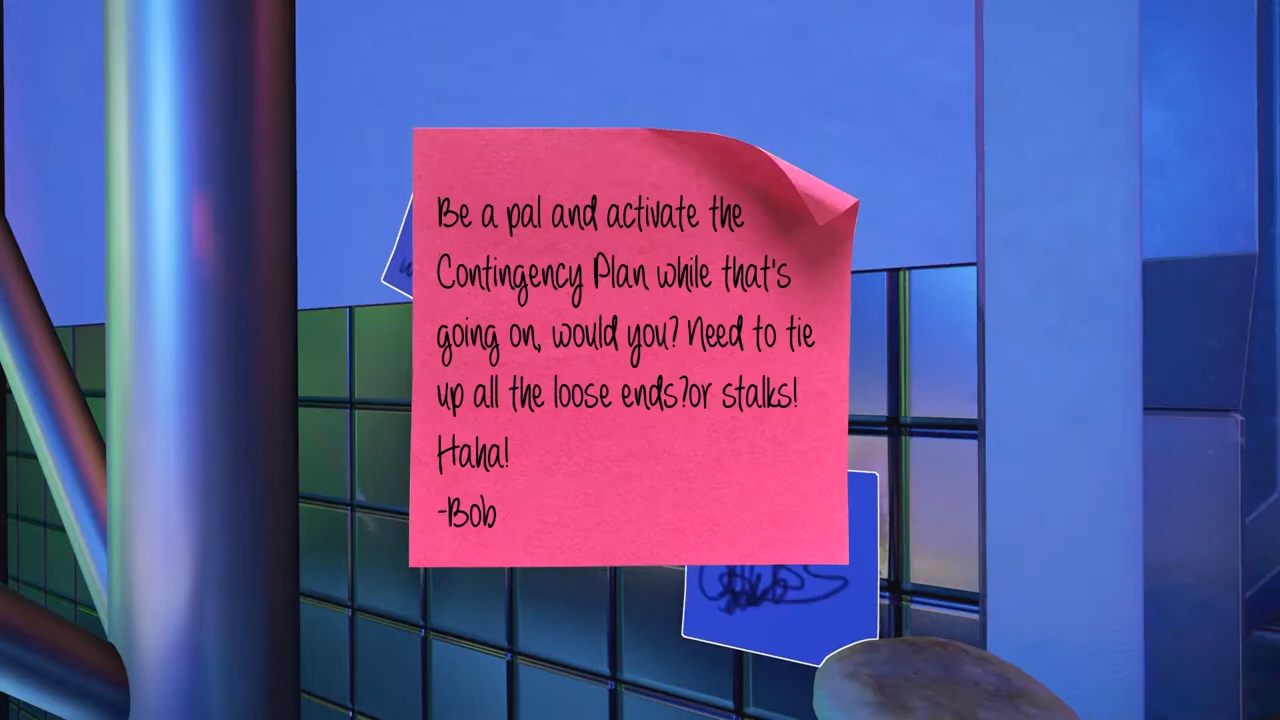 Be a pal and activate the
Contingency Plan while that's
going on, would you? Need to tie
up all the loose ends?or stalks!
Haha!
-Bob